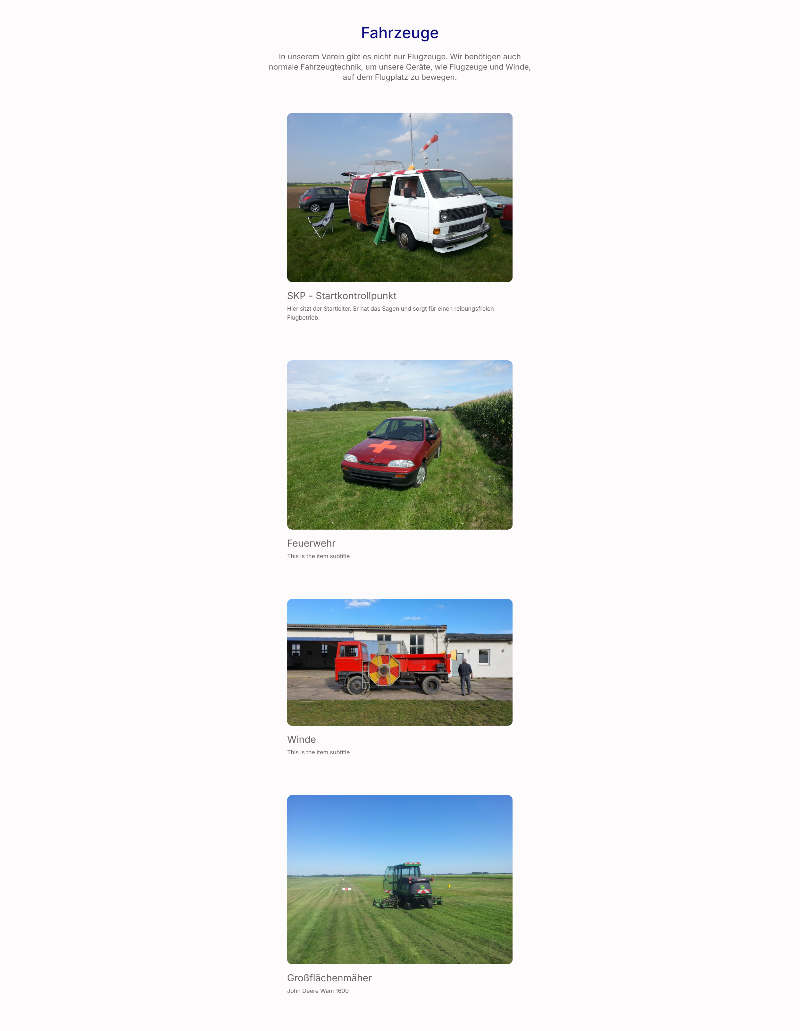 Fahrzeuge
In unserem Verein gibt es nicht nur Flugzeuge. Wir benötigen auch
normale Fahrzeugtechnik, um unsere Geräte, wie Flugzeuge und Winde,
auf dem Flugplatz zu bewegen.
SKP - Startkontrollpunkt
Hier sitzt der Startleiter. Er hat das Sagen und sorgt für einen reibungsfreien
Flugbetrieb.
Feuerwehr
This is the item subtitle
Winde
This is the item subtitle
Großflächenmäher
John Deere Wam 1600